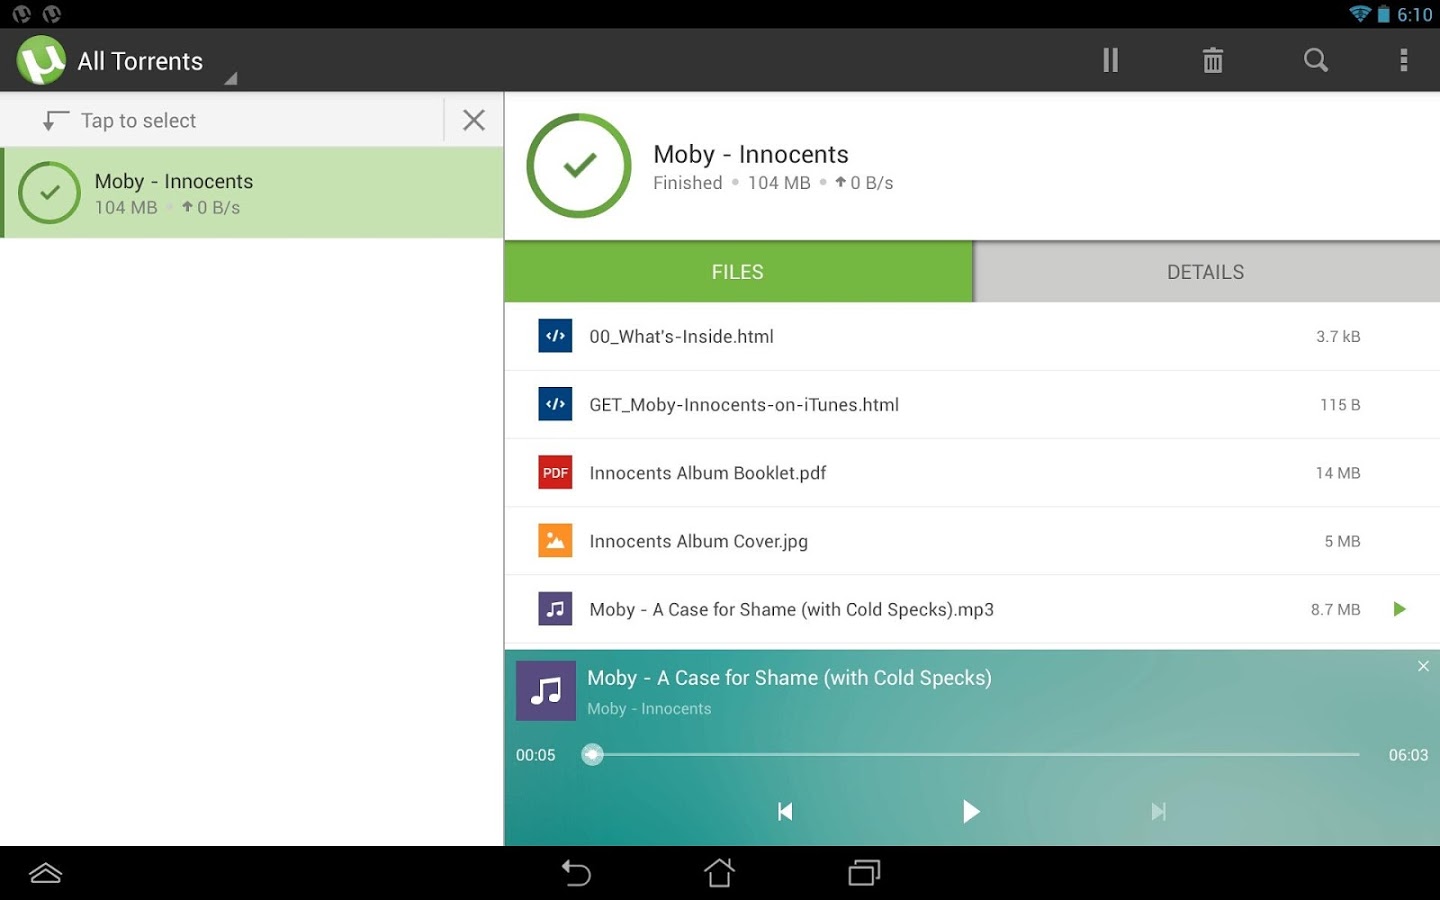 6:10
µ All Torrents
Tap to select
Moby - Innocents
104 MB • 0 B/s
Moby - Innocents
Finished • 104 MB • 0 B/s
FILES
DETAILS
00_What's-Inside.html 3.7 kB
GET_Moby-Innocents-on-iTunes.html 115 B
PDF Innocents Album Booklet.pdf 14 MB
Innocents Album Cover.jpg 5 MB
Moby - A Case for Shame (with Cold Specks).mp3 8.7 MB
Moby - A Case for Shame (with Cold Specks)
Moby - Innocents
00:05 06:03